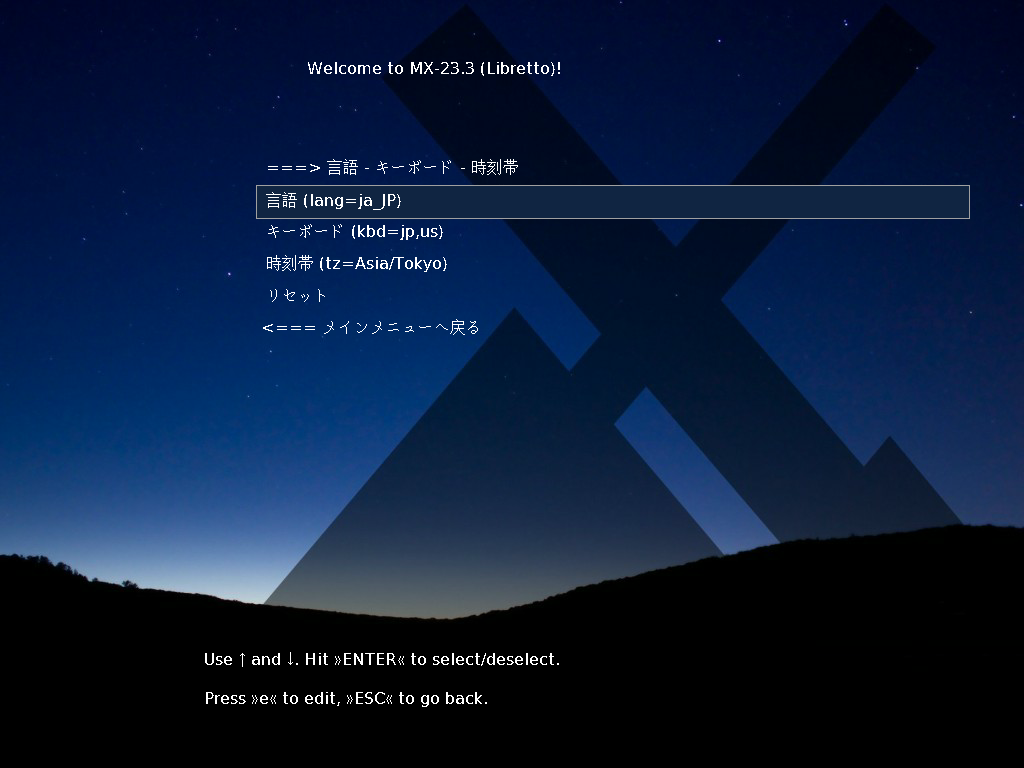 Welcome to MX-23.3 (Libretto)!
===> 言語 - キーボード - 時刻帯
言語 (lang=ja_JP)
キーボード (kbd=jp,us)
時刻帯 (tz=Asia/Tokyo)
リセット
<=== メインメニューへ戻る
Use ↑ and ↓. Hit »ENTER« to select/deselect.
Press »e« to edit, »ESC« to go back.